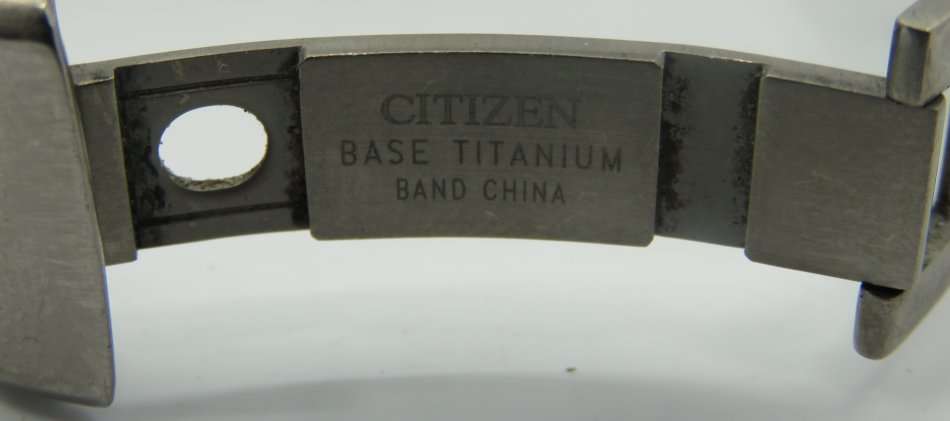 CITIZEN
BASE TITANIUM
BAND CHINA